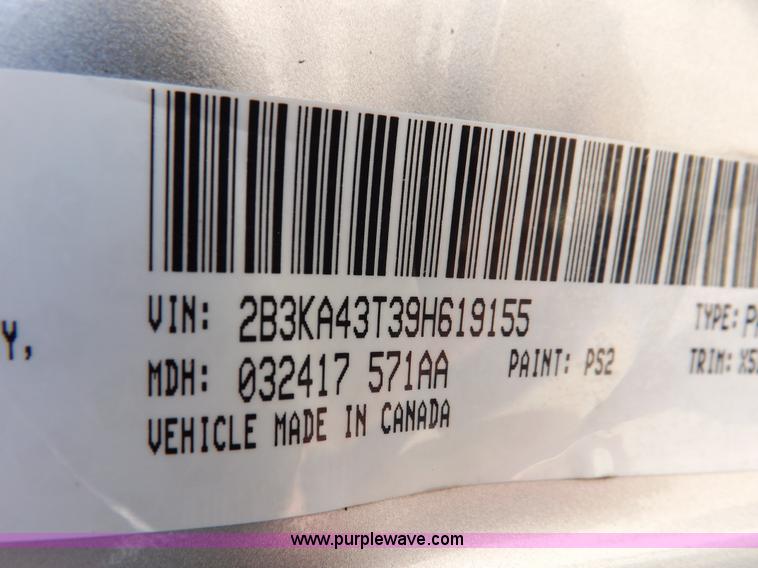 Y,
VIN: 2B3KA43T39H619155 TYPE:
MDH: 032417 571AA PAINT: PS2 TRIM:
VEHICLE MADE IN CANADA
www.purplewave.com